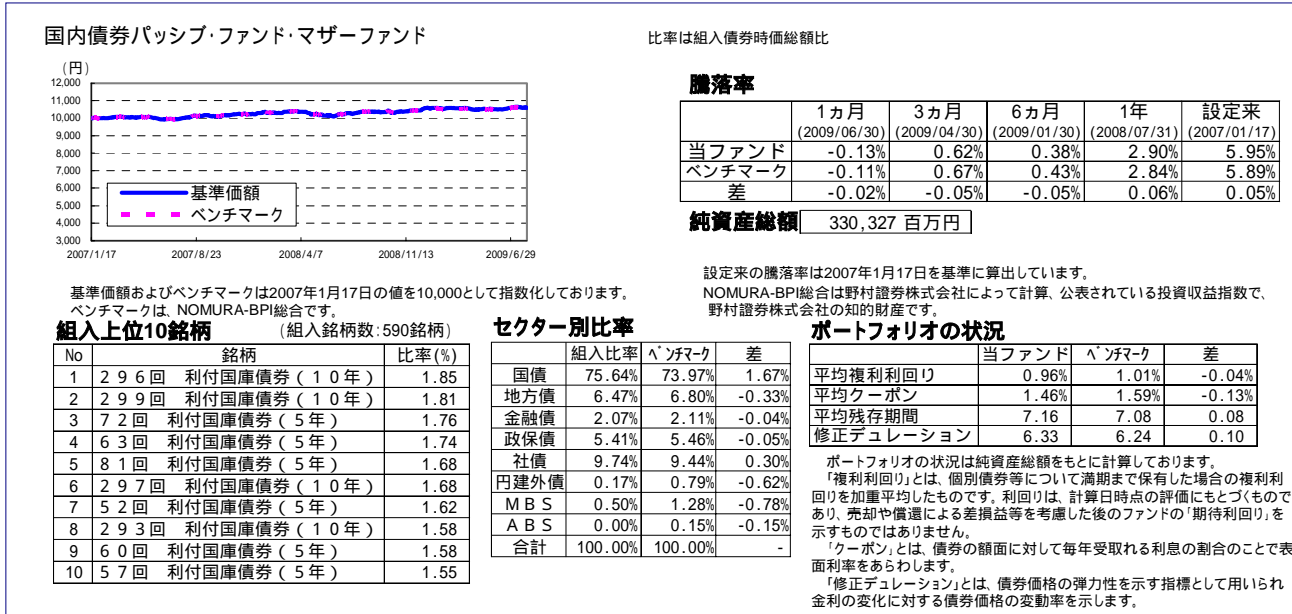 国内債券パッシブ・ファンド・マザーファンド
比率は組入債券時価総額比
(円)
12,000
11,000
10,000
9,000
8,000
7,000
6,000
5,000
4,000
3,000
基準価額
ベンチマーク
2007/1/17 2007/8/23 2008/4/7 2008/11/13 2009/6/29
騰落率
1ヵ月 3ヵ月 6ヵ月 1年 設定来
(2009/06/30) (2009/04/30) (2009/01/30) (2008/07/31) (2007/01/17)
当ファンド -0.13% 0.62% 0.38% 2.90% 5.95%
ベンチマーク -0.11% 0.67% 0.43% 2.84% 5.89%
差 -0.02% -0.05% -0.05% 0.06% 0.05%
純資産総額 330,327 百万円
基準価額およびベンチマークは2007年1月17日の値を10,000として指数化しております。
ベンチマークは、NOMURA-BPI総合です。
設定来の騰落率は2007年1月17日を基準に算出しています。
NOMURA-BPI総合は野村證券株式会社によって計算、公表されている投資収益指数で、
野村證券株式会社の知的財産です。
組入上位10銘柄 (組入銘柄数:590銘柄)
No 銘柄 比率(%)
1 296回 利付国庫債券(10年) 1.85
2 299回 利付国庫債券(10年) 1.81
3 72回 利付国庫債券(5年) 1.76
4 63回 利付国庫債券(5年) 1.74
5 81回 利付国庫債券(5年) 1.68
6 297回 利付国庫債券(10年) 1.68
7 52回 利付国庫債券(5年) 1.62
8 293回 利付国庫債券(10年) 1.58
9 60回 利付国庫債券(5年) 1.58
10 57回 利付国庫債券(5年) 1.55
セクター別比率
組入比率 ベンチマーク 差
国債 75.64% 73.97% 1.67%
地方債 6.47% 6.80% -0.33%
金融債 2.07% 2.11% -0.04%
政保債 5.41% 5.46% -0.05%
社債 9.74% 9.44% 0.30%
円建外債 0.17% 0.79% -0.62%
MBS 0.50% 1.28% -0.78%
ABS 0.00% 0.15% -0.15%
合計 100.00% 100.00% -
ポートフォリオの状況
当ファンド ベンチマーク 差
平均複利利回り 0.96% 1.01% -0.04%
平均クーポン 1.46% 1.59% -0.13%
平均残存期間 7.16 7.08 0.08
修正デュレーション 6.33 6.24 0.10
ポートフォリオの状況は純資産総額をもとに計算しております。
「複利利回り」とは、個別債券等について満期まで保有した場合の複利利
回りを加重平均したものです。利回りは、計算日時点の評価にもとづくもので
あり、売却や償還による差損益等を考慮した後のファンドの「期待利回り」を
示すものではありません。
「クーポン」とは、債券の額面に対して毎年受取れる利息の割合のことで表
面利率をあらわします。
「修正デュレーション」とは、債券価格の弾力性を示す指標として用いられ
金利の変化に対する債券価格の変動率を示します。